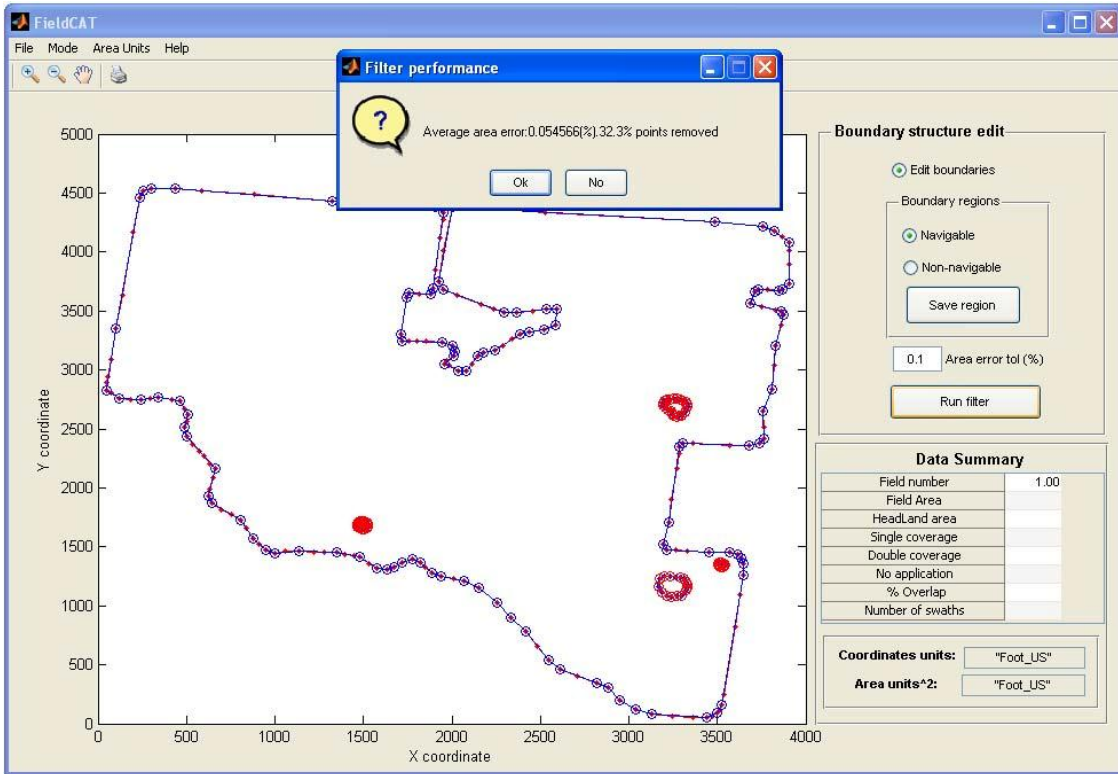 FieldCAT
File Mode Area Units Help
Filter performance
?
Average area error:0.054566(%).32.3% points removed
Ok No
5000
4500
4000
3500
3000
2500
2000
1500
1000
500
0
Y coordinate
0 500 1000 1500 2000 2500 3000 3500 4000
X coordinate
Boundary structure edit
Edit boundaries
Boundary regions
Navigable
Non-navigable
Save region
0.1 Area error tol (%)
Run filter
Data Summary
Field number 1.00
Field Area
HeadLand area
Single coverage
Double coverage
No application
% Overlap
Number of swaths
Coordinates units: "Foot_US"
Area units^2: "Foot_US"